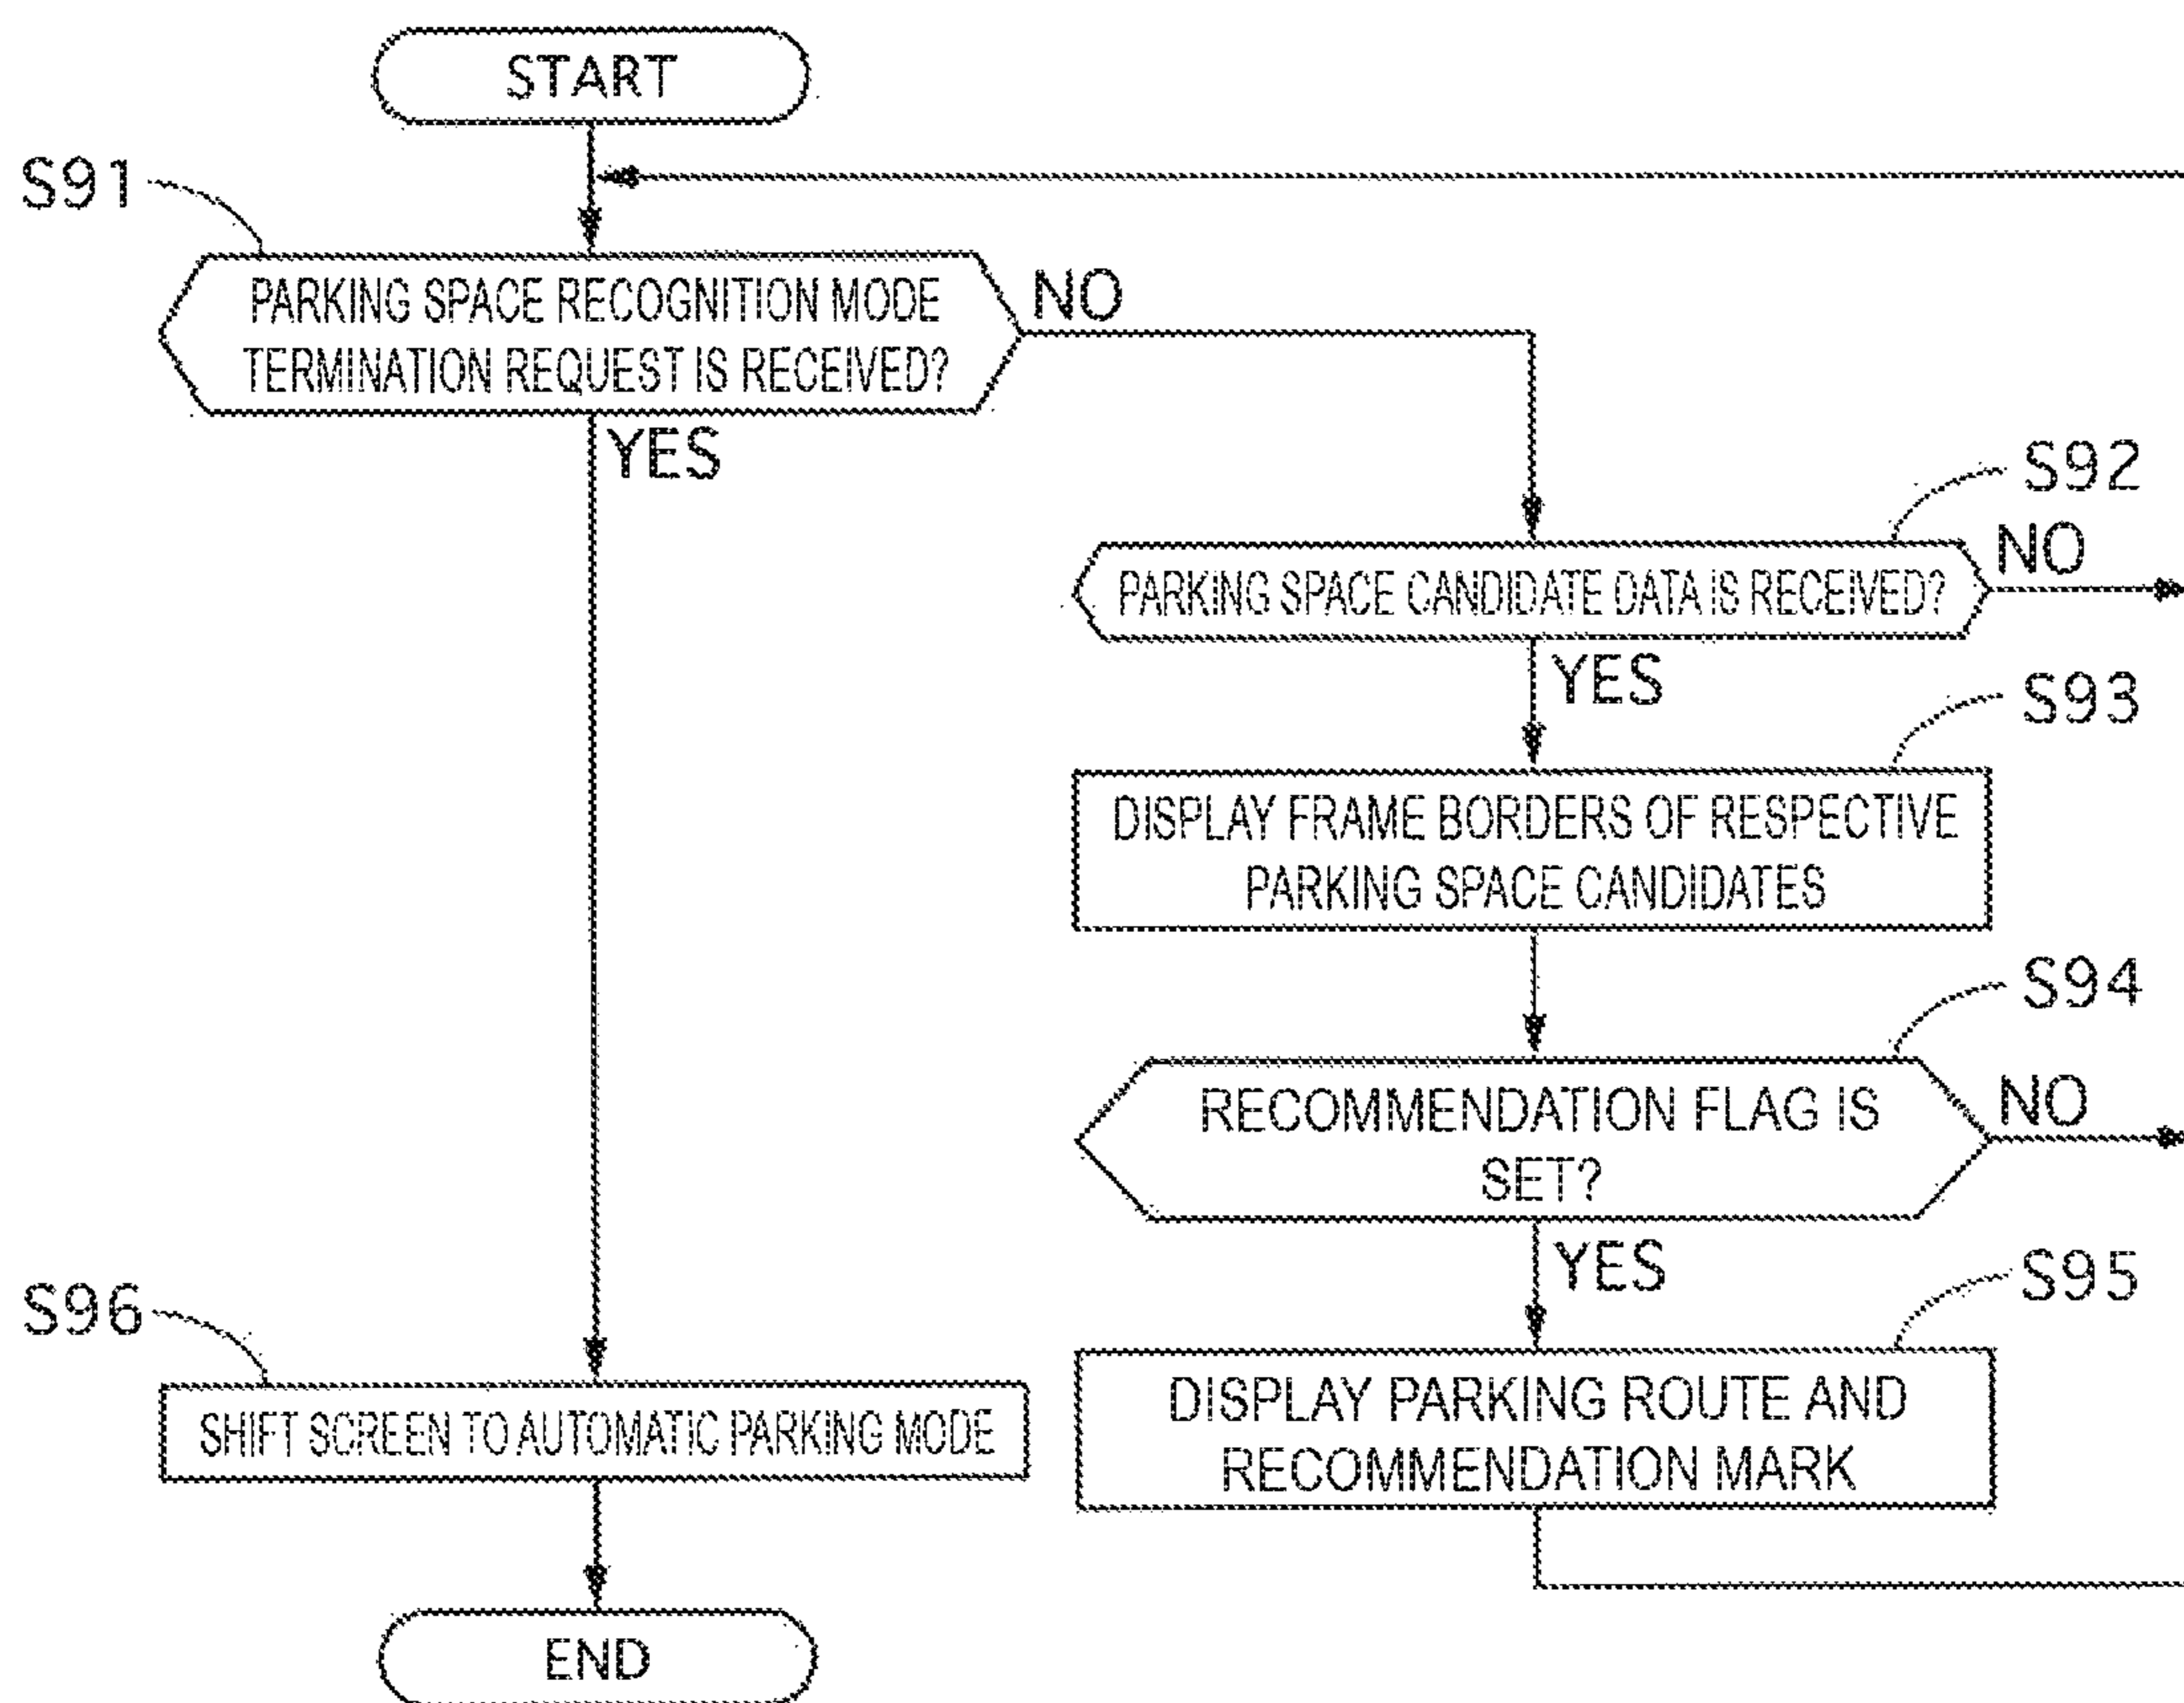 START
S91
PARKING SPACE RECOGNITION MODE
TERMINATION REQUEST IS RECEIVED?
NO
YES
S92
PARKING SPACE CANDIDATE DATA IS RECEIVED?
NO
YES
S93
DISPLAY FRAME BORDERS OF RESPECTIVE
PARKING SPACE CANDIDATES
S94
RECOMMENDATION FLAG IS
SET?
NO
YES
S95
DISPLAY PARKING ROUTE AND
RECOMMENDATION MARK
S96
SHIFT SCREEN TO AUTOMATIC PARKING MODE
END